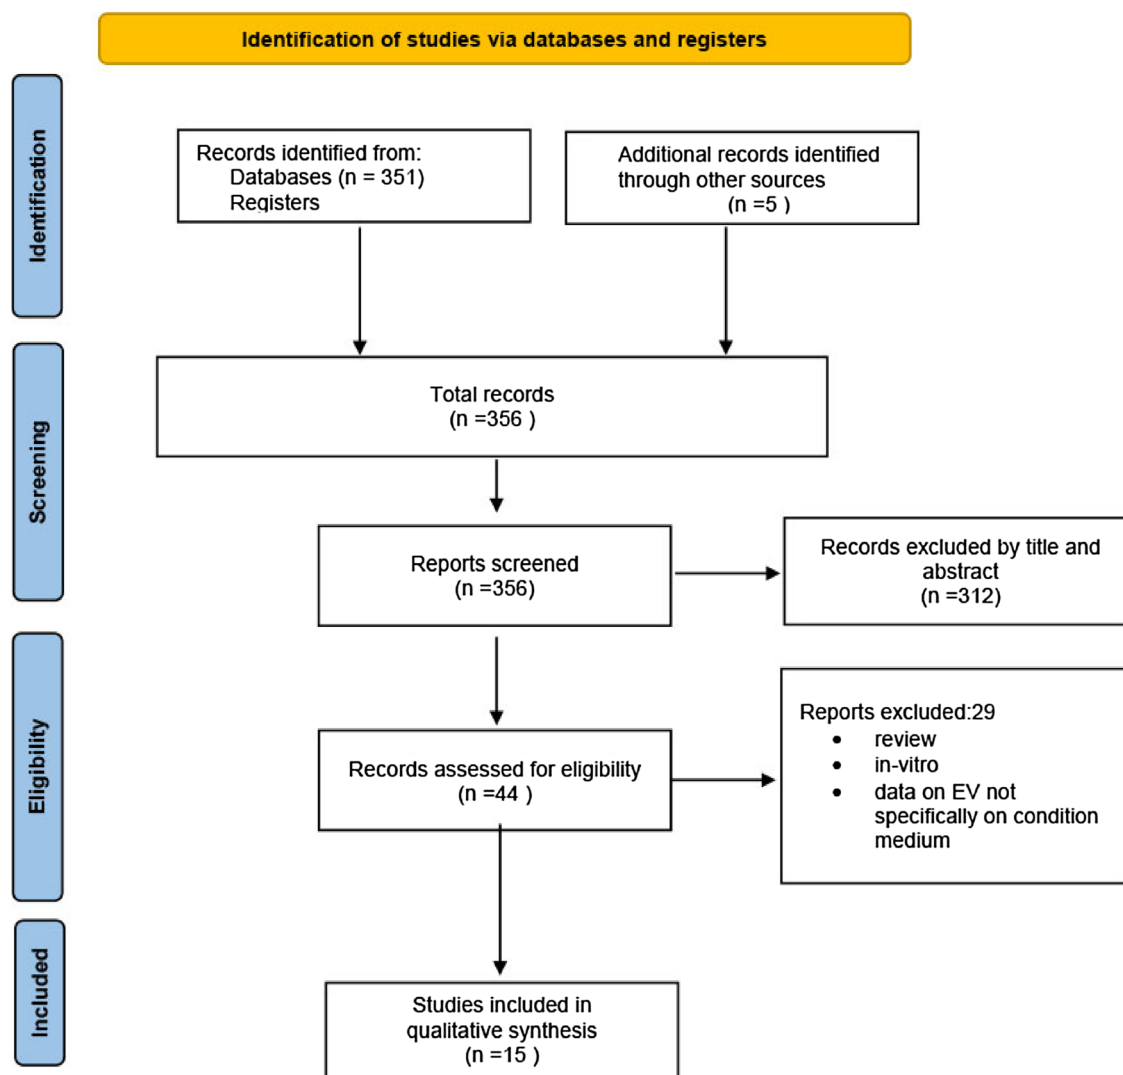 Identification of studies via databases and registers
Identification
Records identified from:
Databases (n = 351)
Registers
Additional records identified
through other sources
(n =5 )
Screening
Total records
(n =356 )
Reports screened
(n =356)
Records excluded by title and
abstract
(n =312)
Eligibility
Records assessed for eligibility
(n =44 )
Reports excluded:29
• review
• in-vitro
• data on EV not
specifically on condition
medium
Included
Studies included in
qualitative synthesis
(n =15 )